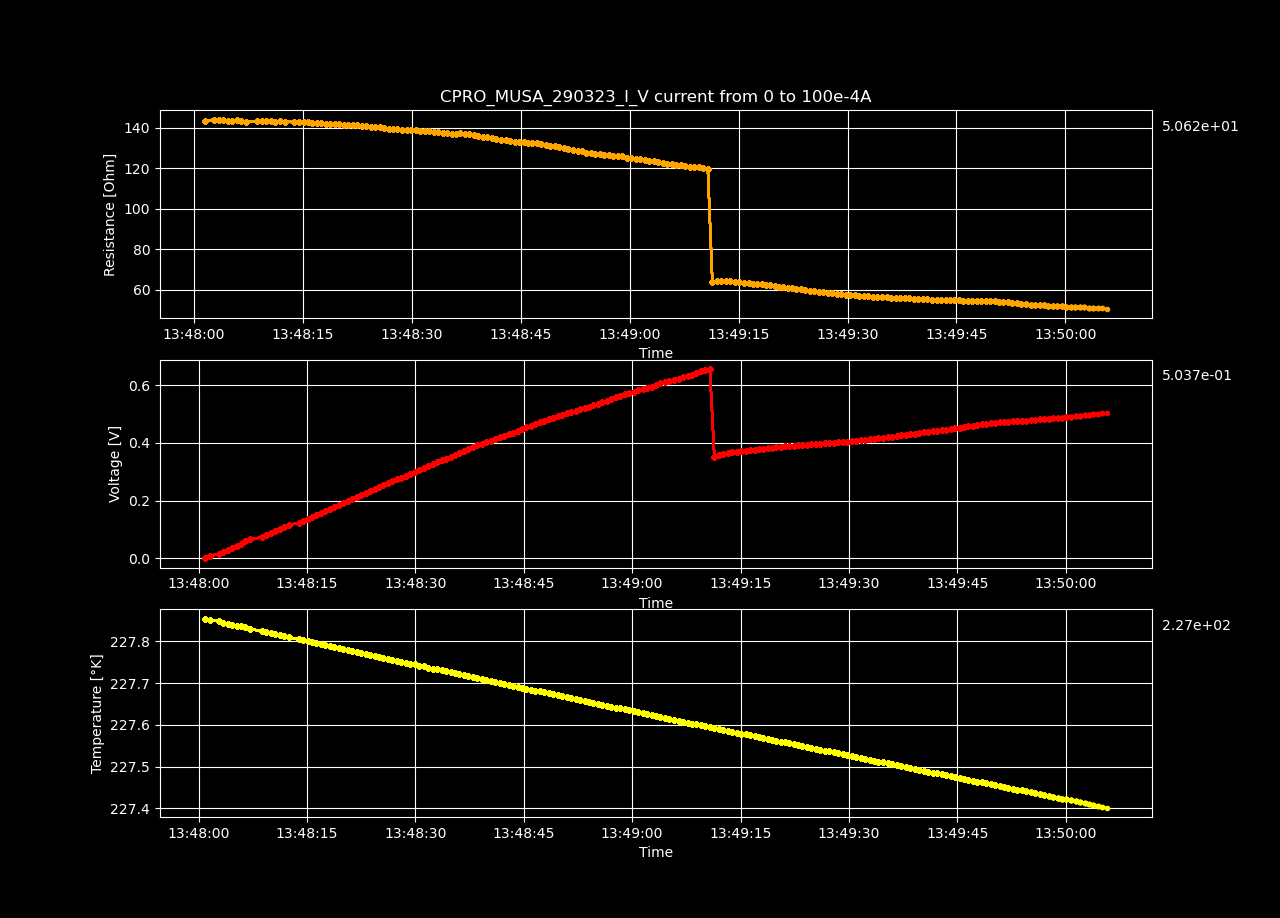 CPRO_MUSA_290323_I_V current from 0 to 100e-4A
140
120
100
80
60
Resistance [Ohm]
5.062e+01
13:48:00 13:48:15 13:48:30 13:48:45 13:49:00 13:49:15 13:49:30 13:49:45 13:50:00
Time
0.6
0.4
0.2
0.0
Voltage [V]
5.037e-01
13:48:00 13:48:15 13:48:30 13:48:45 13:49:00 13:49:15 13:49:30 13:49:45 13:50:00
Time
227.8
227.7
227.6
227.5
227.4
Temperature [°K]
2.27e+02
13:48:00 13:48:15 13:48:30 13:48:45 13:49:00 13:49:15 13:49:30 13:49:45 13:50:00
Time